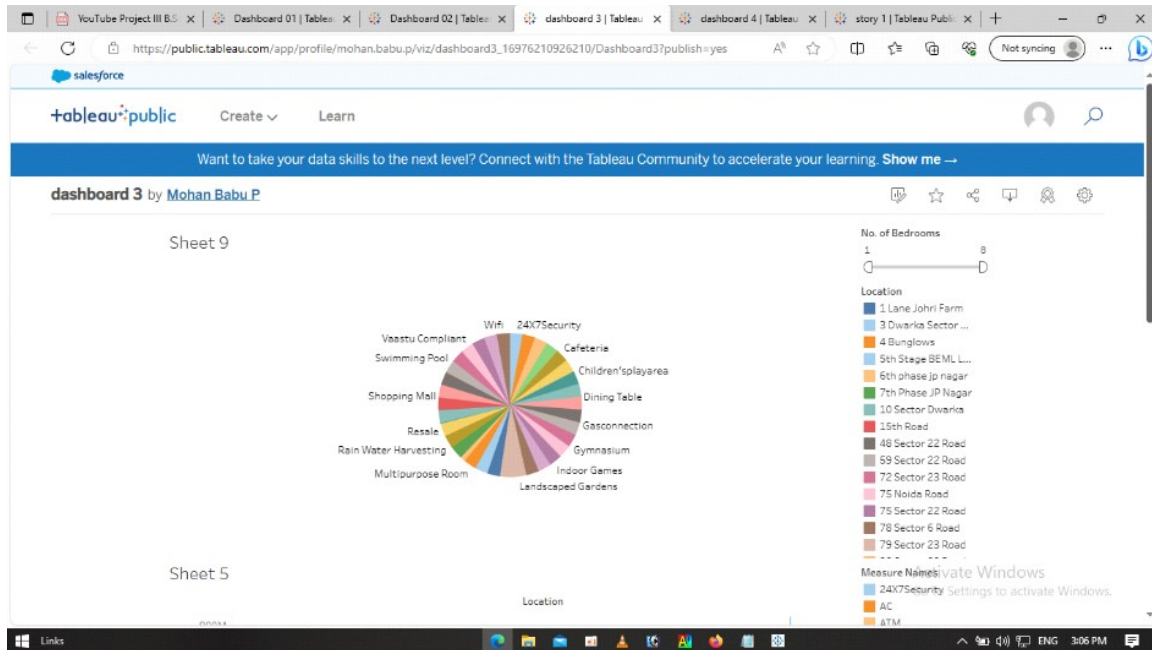 YouTube Project III B.S
Dashboard 01 | Tablea
Dashboard 02 | Tablea
dashboard 3 | Tableau
dashboard 4 | Tableau
story 1 | Tableau Public
https://public.tableau.com/app/profile/mohan.babu.p/viz/dashboard3_16976210926210/Dashboard3?publish=yes
Not syncing
salesforce
+ableau public
Create
Learn
Want to take your data skills to the next level? Connect with the Tableau Community to accelerate your learning. Show me →
dashboard 3 by Mohan Babu P
Sheet 9
Wifi
24X7Security
Vaastu Compliant
Cafeteria
Swimming Pool
Children'splayarea
Shopping Mall
Dining Table
Resale
Gasconnection
Rain Water Harvesting
Gymnasium
Multipurpose Room
Indoor Games
Landscaped Gardens
No. of Bedrooms
1 8
Location
1 Lane Johri Farm
3 Dwarka Sector ...
4 Bunglows
5th Stage BEML L...
6th phase jp nagar
7th Phase JP Nagar
10 Sector Dwarka
15th Road
48 Sector 22 Road
59 Sector 22 Road
72 Sector 23 Road
75 Noida Road
75 Sector 22 Road
78 Sector 6 Road
79 Sector 23 Road
Sheet 5
Location
Measure Names
24X7Security
AC
ATM
Activate Windows
Go to Settings to activate Windows.
Links
ENG
3:06 PM